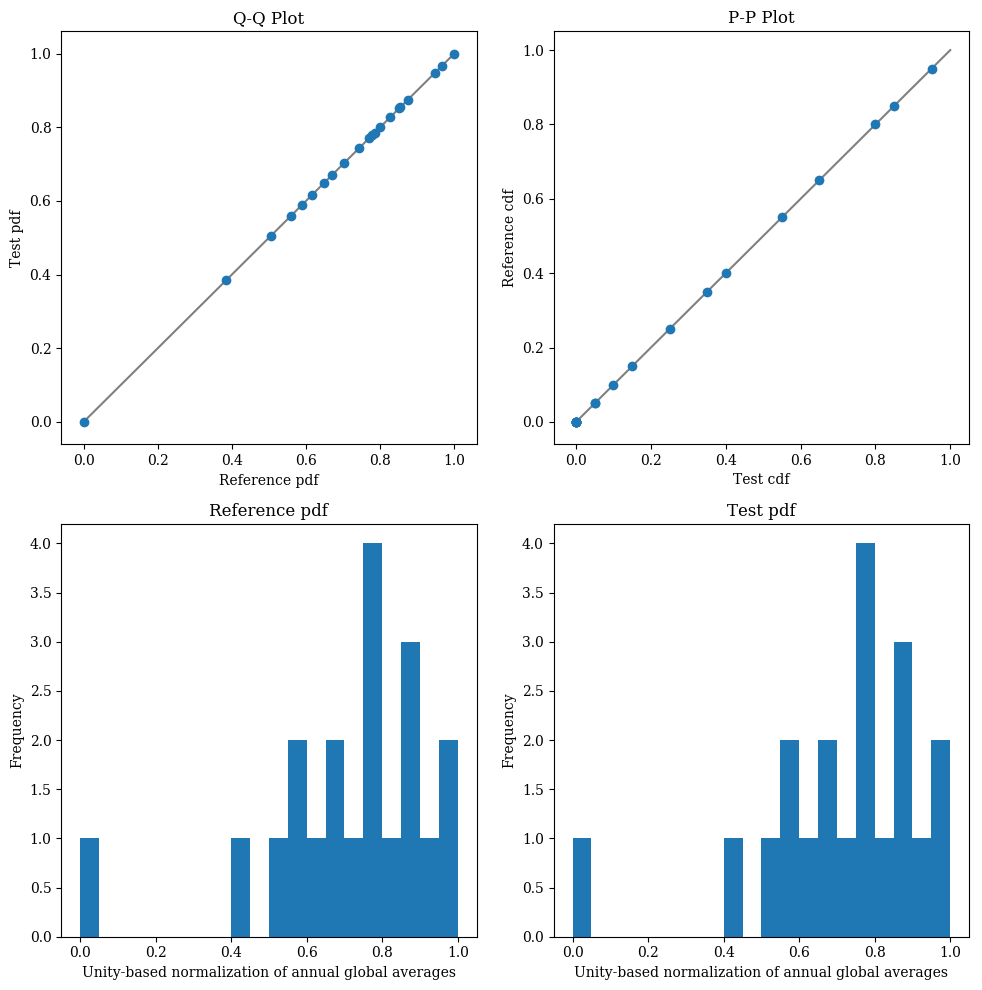 Q-Q Plot
1.0
0.8
0.6
0.4
0.2
0.0
Test pdf
0.0 0.2 0.4 0.6 0.8 1.0
Reference pdf
P-P Plot
1.0
0.8
0.6
0.4
0.2
0.0
Reference cdf
0.0 0.2 0.4 0.6 0.8 1.0
Test cdf
Reference pdf
4.0
3.5
3.0
2.5
2.0
1.5
1.0
0.5
0.0
Frequency
0.0 0.2 0.4 0.6 0.8 1.0
Unity-based normalization of annual global averages
Test pdf
4.0
3.5
3.0
2.5
2.0
1.5
1.0
0.5
0.0
Frequency
0.0 0.2 0.4 0.6 0.8 1.0
Unity-based normalization of annual global averages